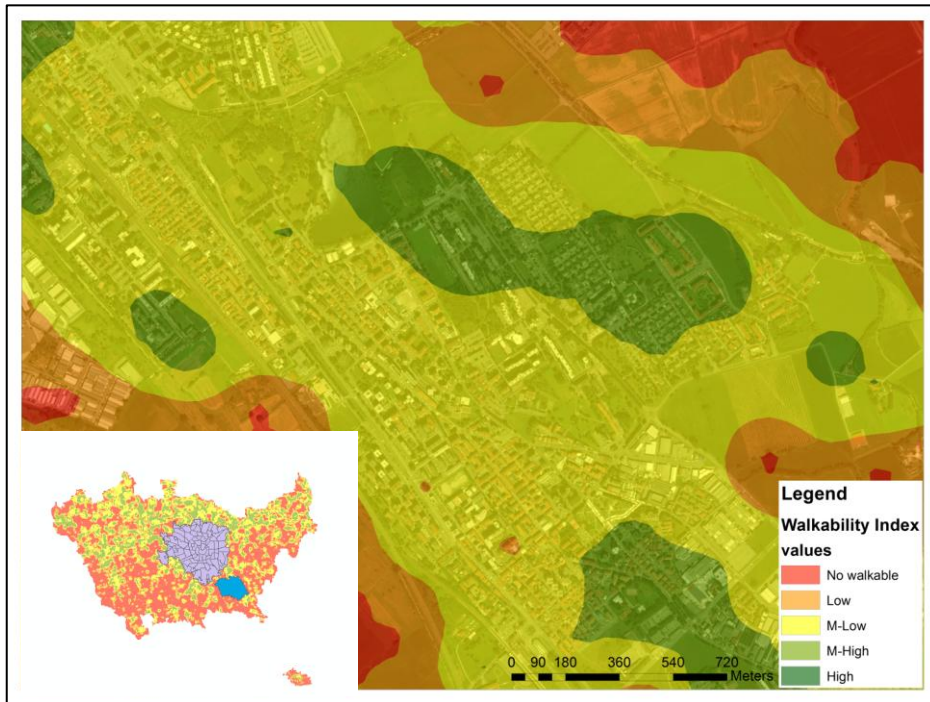 Legend
Walkability Index
values
No walkable
Low
M-Low
M-High
High
0 90 180 360 540 720
Meters